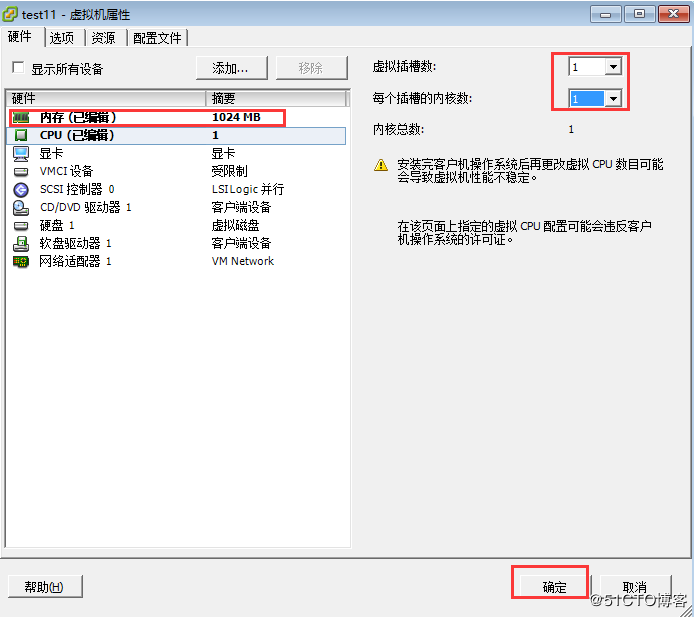 test11 - 虚拟机属性
硬件 选项 资源 配置文件
显示所有设备 添加... 移除
硬件 摘要
内存 (已编辑) 1024 MB
CPU (已编辑) 1
显卡 显卡
VMCI 设备 受限制
SCSI 控制器 0 LSI Logic 并行
CD/DVD 驱动器 1 客户端设备
硬盘 1 虚拟磁盘
软盘驱动器 1 客户端设备
网络适配器 1 VM Network
虚拟插槽数: 1
每个插槽的内核数: 1
内核总数: 1
安装完客户机操作系统后再更改虚拟 CPU 数目可能
会导致虚拟机性能不稳定。
在该页面上指定的虚拟 CPU 配置可能会违反客户
机操作系统的许可证。
帮助(H) 确定 取消
@51CTO博客